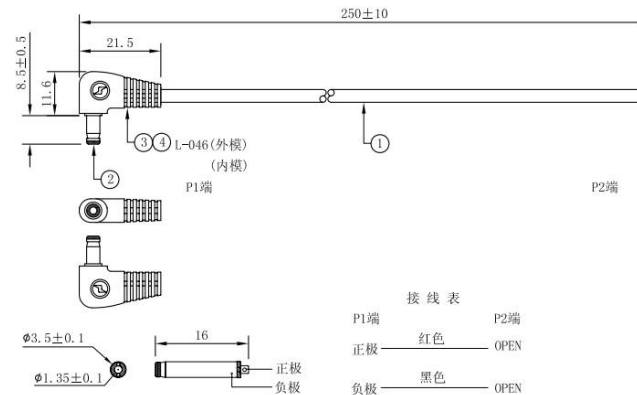 250±10
21.5
8.5±0.5
11.6
③ ④ L-046(外模)
(内模)
①
②
P1端
P2端
接 线 表
P1端
P2端
正极
红色
OPEN
负极
黑色
OPEN
Φ3.5±0.1
Φ1.35±0.1
16
正极
负极